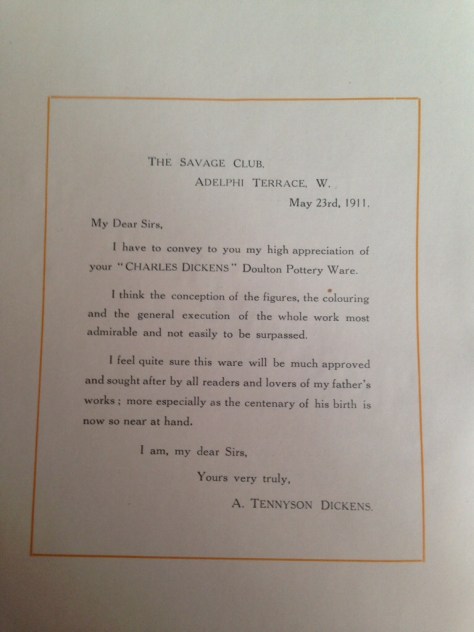 THE SAVAGE CLUB,
ADELPHI TERRACE, W.
May 23rd, 1911.
My Dear Sirs,
I have to convey to you my high appreciation of
your "CHARLES DICKENS" Doulton Pottery Ware.
I think the conception of the figures, the colouring
and the general execution of the whole work most
admirable and not easily to be surpassed.
I feel quite sure this ware will be much approved
and sought after by all readers and lovers of my father's
works ; more especially as the centenary of his birth is
now so near at hand.
I am, my dear Sirs,
Yours very truly,
A. TENNYSON DICKENS.